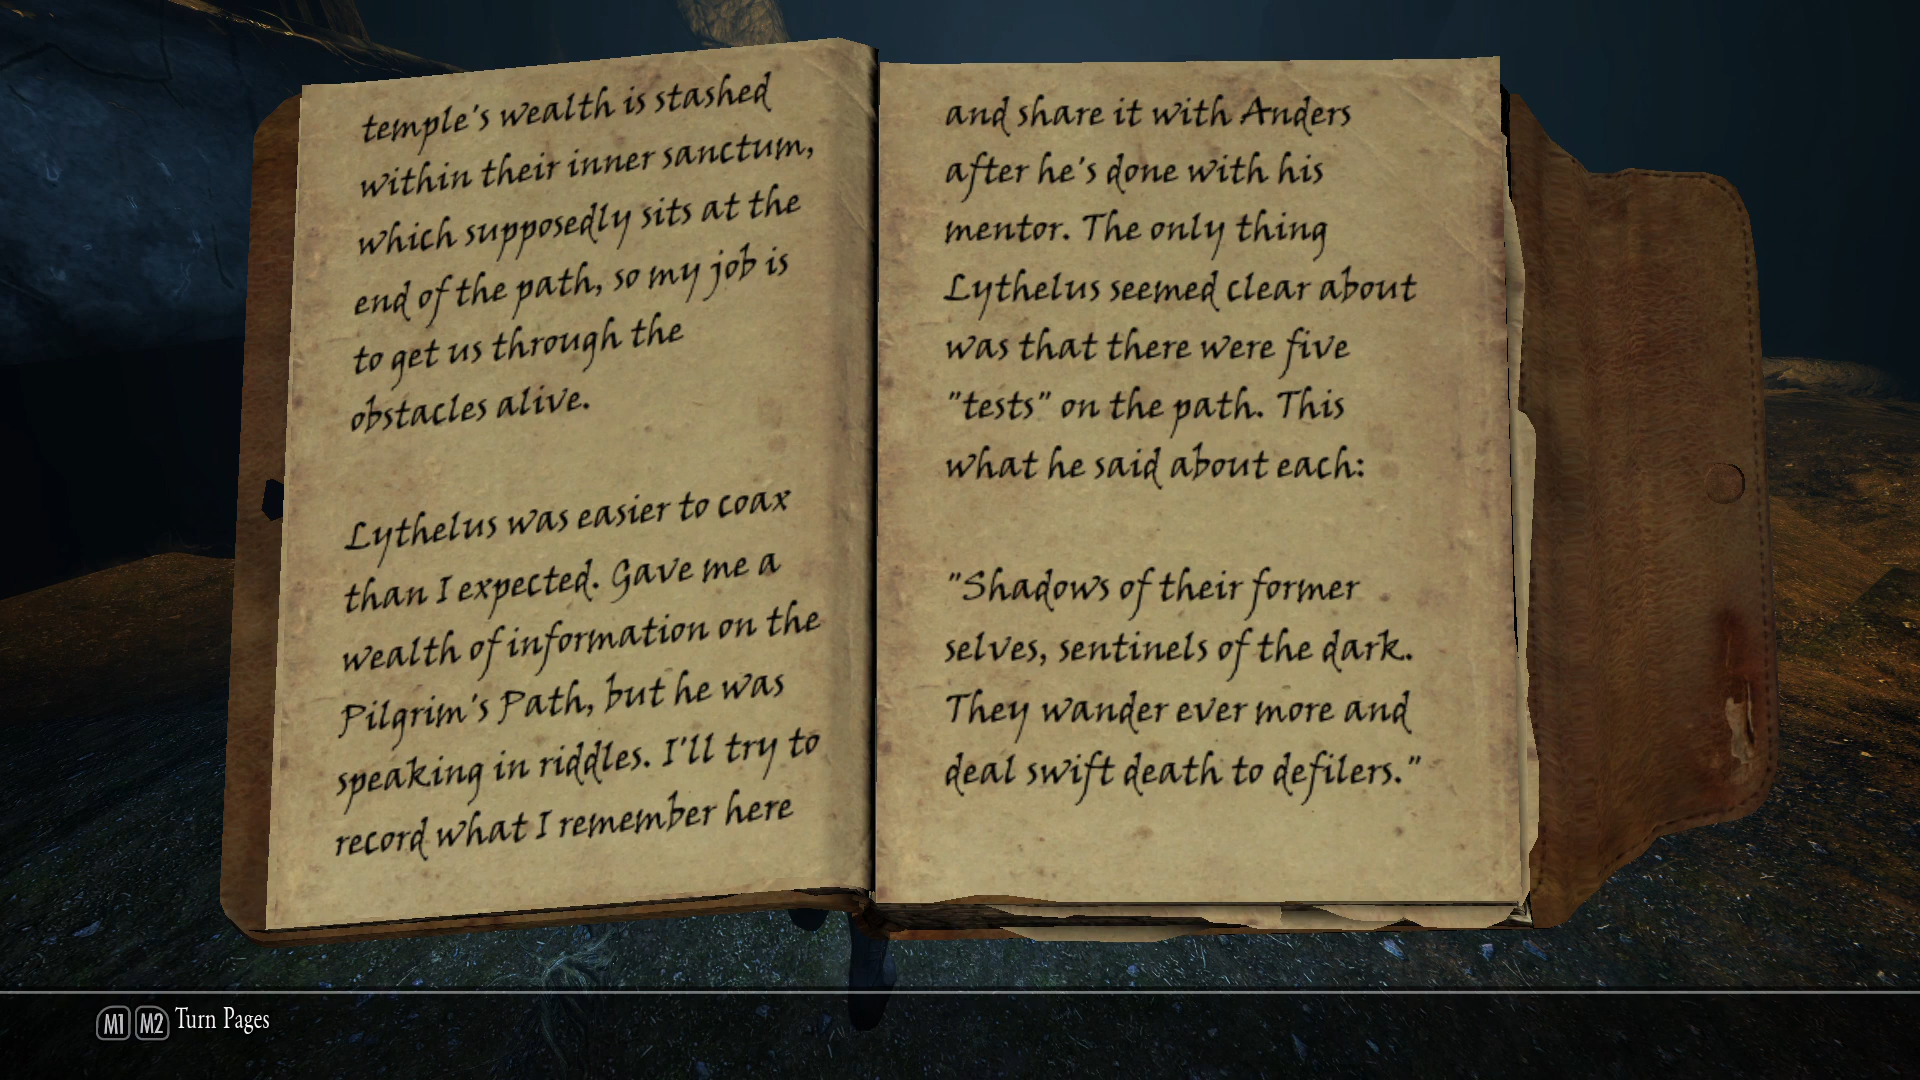 temple's wealth is stashed
within their inner sanctum,
which supposedly sits at the
end of the path, so my job is
to get us through the
obstacles alive.
Lythelus was easier to coax
than I expected. Gave me a
wealth of information on the
Pilgrim's Path, but he was
speaking in riddles. I'll try to
record what I remember here
and share it with Anders
after he's done with his
mentor. The only thing
Lythelus seemed clear about
was that there were five
"tests" on the path. This
what he said about each:
"Shadows of their former
selves, sentinels of the dark.
They wander ever more and
deal swift death to defilers."
M1 M2 Turn Pages